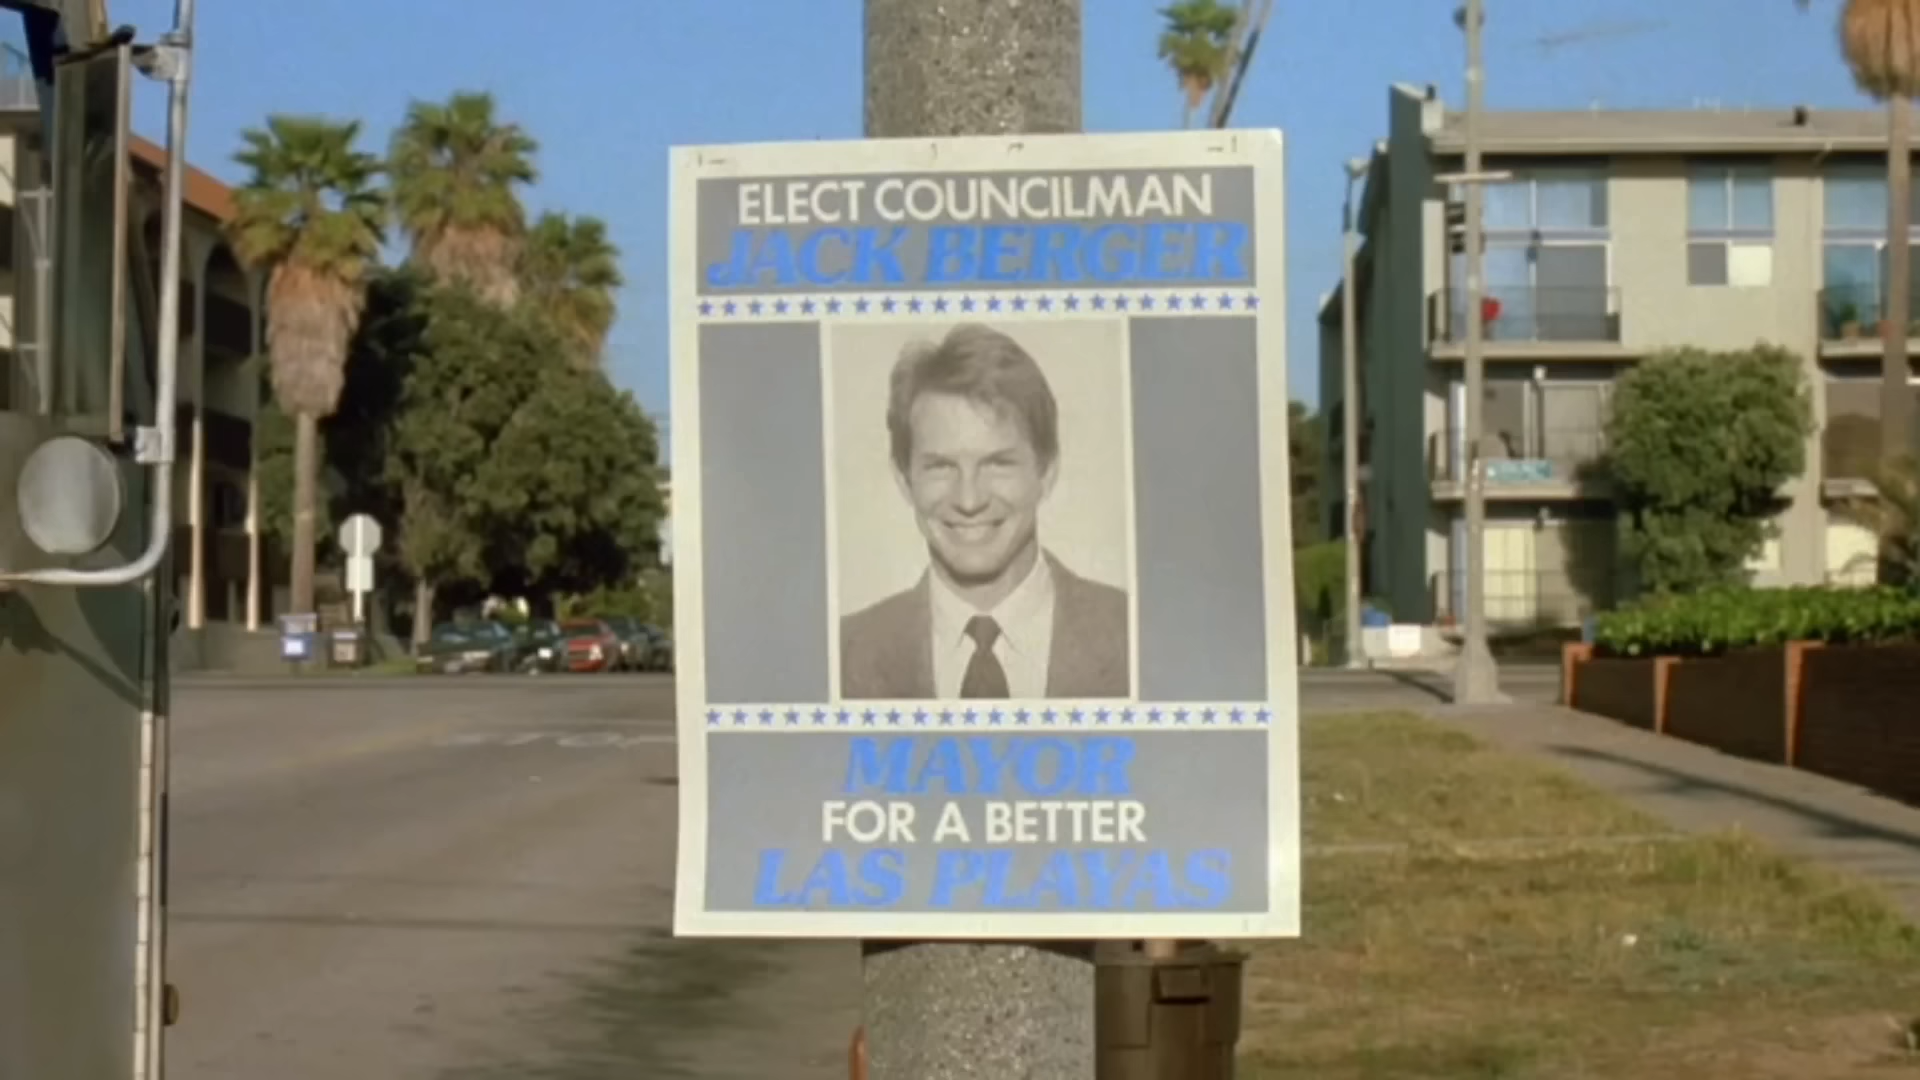 ELECT COUNCILMAN
JACK BERGER
MAYOR
FOR A BETTER
LAS PLAYAS